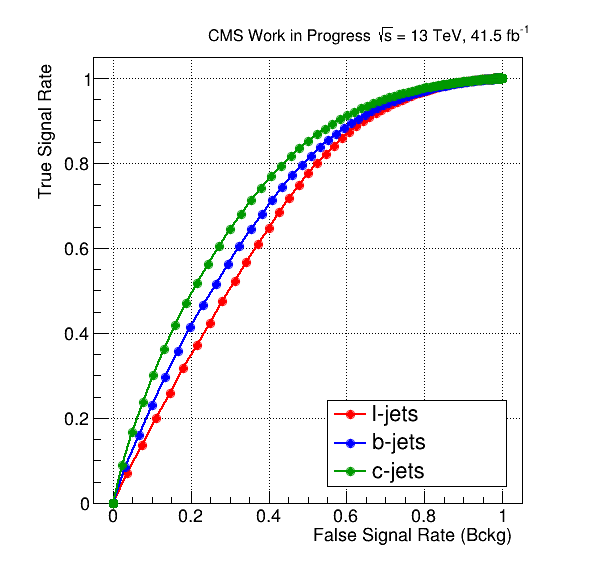 CMS Work in Progress √s = 13 TeV, 41.5 fb⁻¹
True Signal Rate
1
0.8
0.6
0.4
0.2
0
l-jets
b-jets
c-jets
0 0.2 0.4 0.6 0.8 1
False Signal Rate (Bckg)